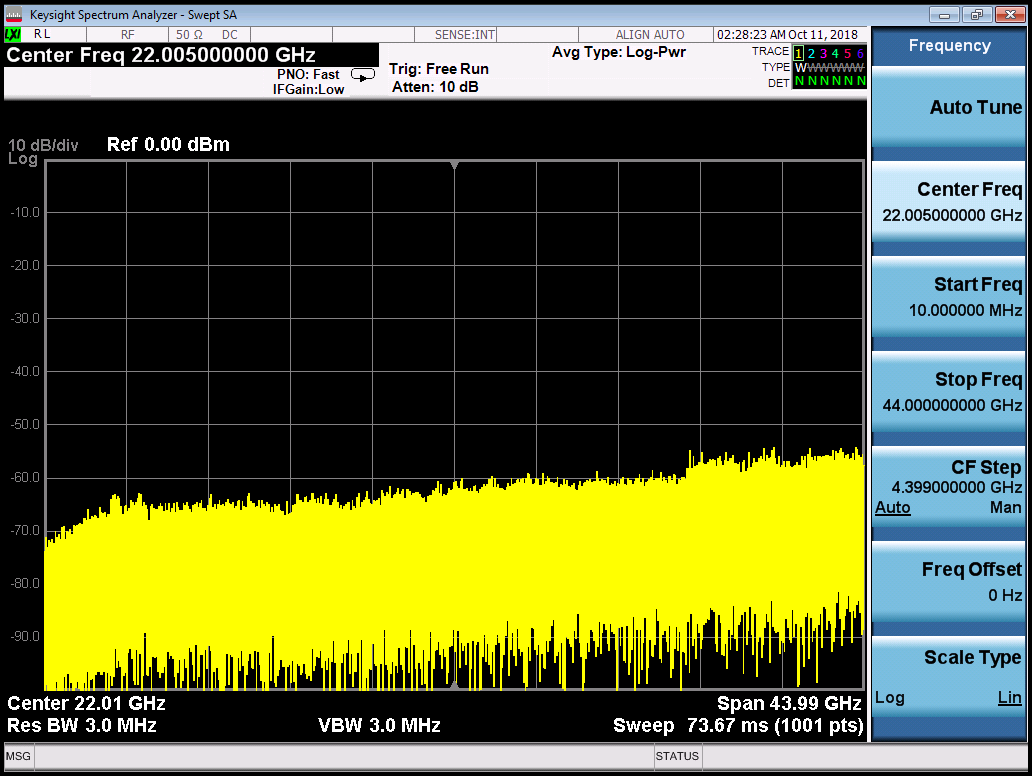 Keysight Spectrum Analyzer - Swept SA
LXI RL RF 50 Ω DC SENSE:INT ALIGN AUTO 02:28:23 AM Oct 11, 2018
Center Freq 22.005000000 GHz
PNO: Fast
IFGain:Low
Trig: Free Run
Atten: 10 dB
Avg Type: Log-Pwr
TRACE 1 2 3 4 5 6
TYPE WWWWWW
DET N N N N N N
10 dB/div
Log
Ref 0.00 dBm
-10.0
-20.0
-30.0
-40.0
-50.0
-60.0
-70.0
-80.0
-90.0
Center 22.01 GHz
Span 43.99 GHz
Res BW 3.0 MHz
VBW 3.0 MHz
Sweep 73.67 ms (1001 pts)
MSG
STATUS
Frequency
Auto Tune
Center Freq
22.005000000 GHz
Start Freq
10.000000 MHz
Stop Freq
44.000000000 GHz
CF Step
4.399000000 GHz
Auto Man
Freq Offset
0 Hz
Scale Type
Log Lin